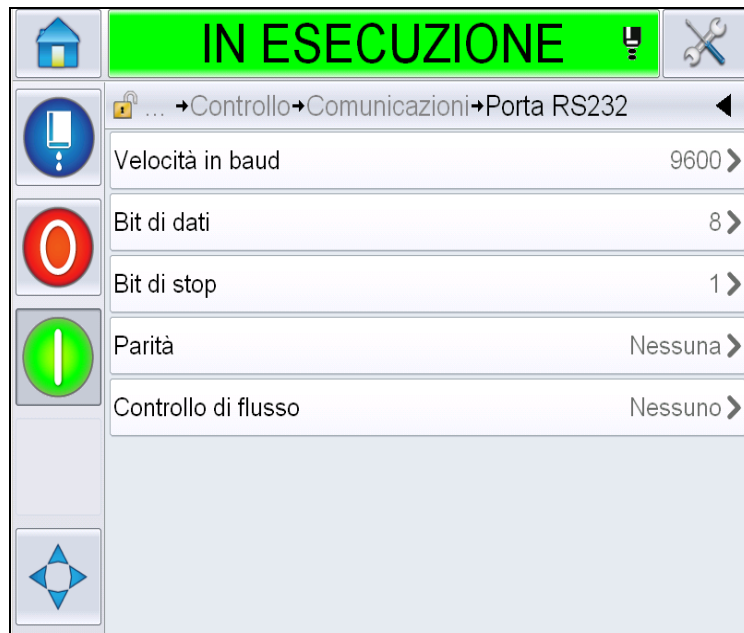 IN ESECUZIONE
... →Controllo→Comunicazioni→Porta RS232
Velocità in baud 9600
Bit di dati 8
Bit di stop 1
Parità Nessuna
Controllo di flusso Nessuno